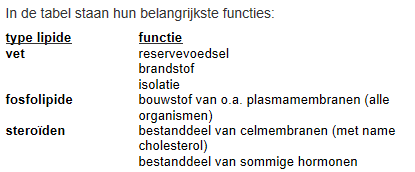 In de tabel staan hun belangrijkste functies:
type lipide functie
vet reservevoedsel
brandstof
isolatie
fosfolipide bouwstof van o.a. plasmamembranen (alle
organismen)
steroïden bestanddeel van celmembranen (met name
cholesterol)
bestanddeel van sommige hormonen